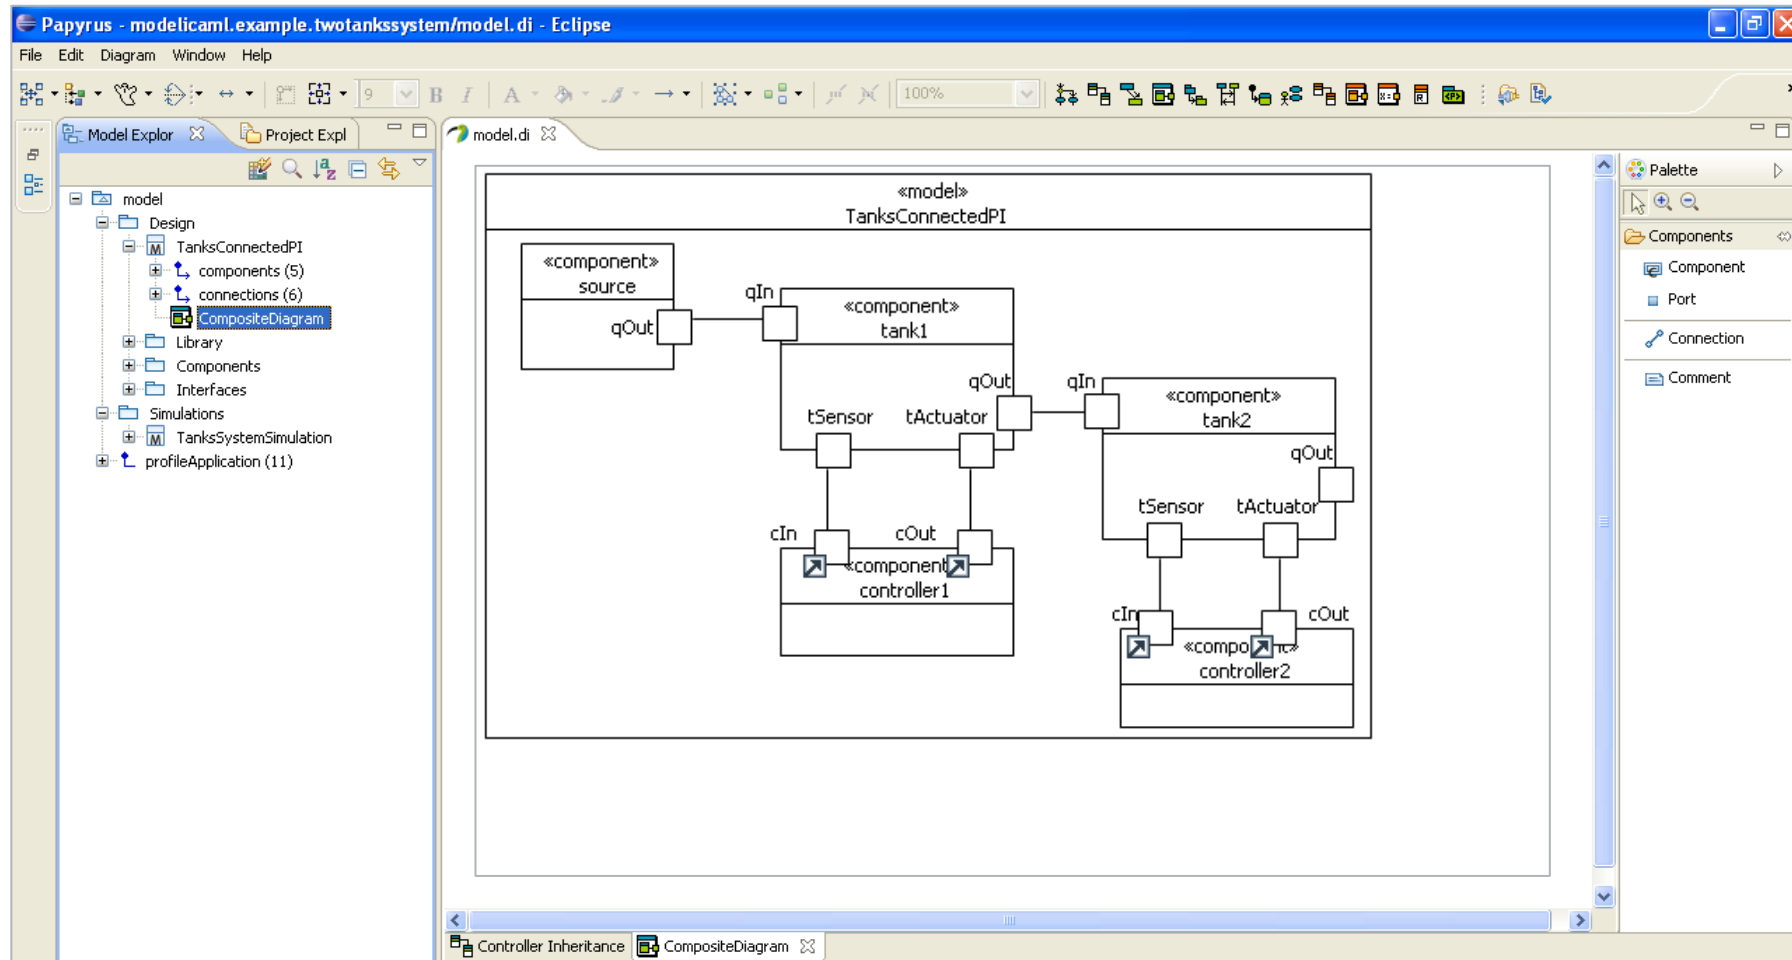 Papyrus - modelicaml.example.twotankssystem/model.di - Eclipse
File Edit Diagram Window Help
9 B I A 100%
Model Explor Project Expl
model.di
Palette
model
Design
TanksConnectedPI
components (5)
connections (6)
CompositeDiagram
Library
Components
Interfaces
Simulations
TanksSystemSimulation
profileApplication (11)
«model»
TanksConnectedPI
«component»
source
qOut
qIn
«component»
tank1
qOut
tSensor tActuator
qIn
«component»
tank2
qOut
tSensor tActuator
cIn cOut
«component
controller1
cIn cOut
«compo
controller2
Components
Component
Port
Connection
Comment
Controller Inheritance CompositeDiagram